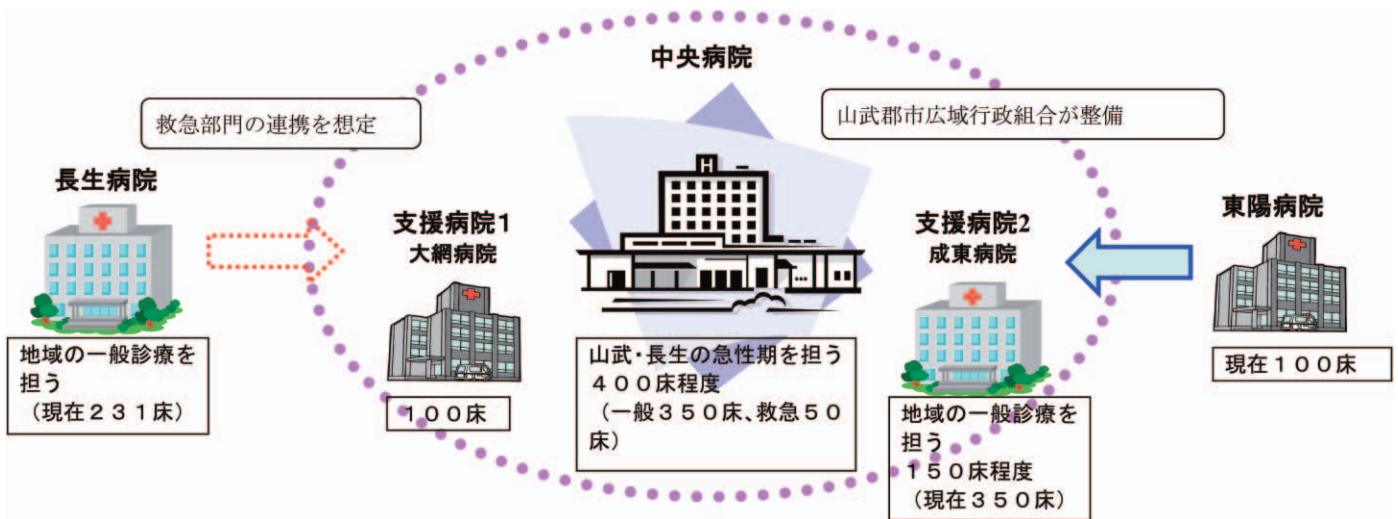 中央病院
救急部門の連携を想定
山武郡市広域行政組合が整備
長生病院
地域の一般診療を
担う
(現在231床)
支援病院1
大網病院
100床
H
山武・長生の急性期を担う
400床程度
(一般350床、救急50
床)
支援病院2
成東病院
地域の一般診療を
担う
150床程度
(現在350床)
東陽病院
現在100床